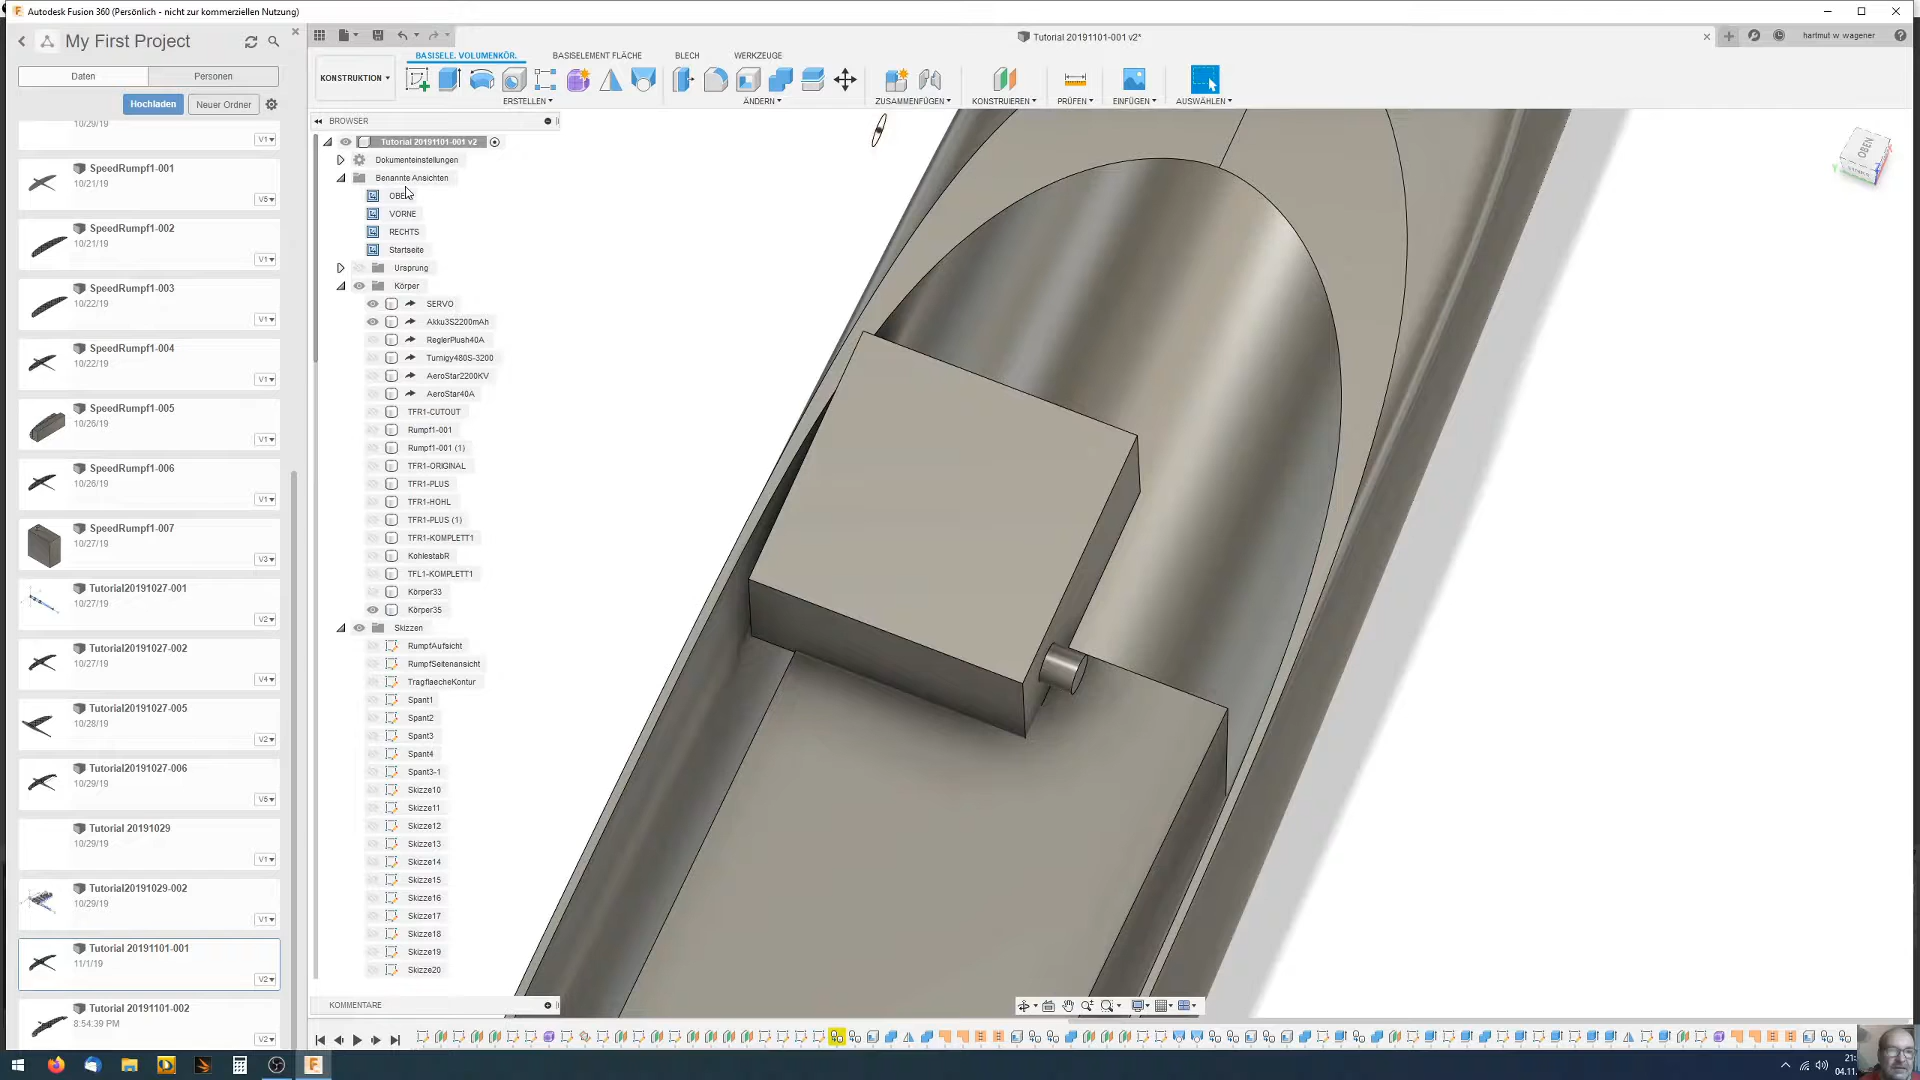 Autodesk Fusion 360 (Persönlich - nicht zur kommerziellen Nutzung)
My First Project
Daten
Personen
Hochladen
Neuer Ordner
10/29/19
V1
SpeedRumpf1-001
10/21/19
V5
SpeedRumpf1-002
10/21/19
V1
SpeedRumpf1-003
10/22/19
V1
SpeedRumpf1-004
10/22/19
V1
SpeedRumpf1-005
10/26/19
V1
SpeedRumpf1-006
10/26/19
V1
SpeedRumpf1-007
10/27/19
V3
Tutorial20191027-001
10/27/19
V2
Tutorial20191027-002
10/27/19
V4
Tutorial20191027-005
10/28/19
V2
Tutorial20191027-006
10/29/19
V5
Tutorial 20191029
10/29/19
V1
Tutorial20191029-002
10/29/19
V1
Tutorial 20191101-001
11/1/19
V2
Tutorial 20191101-002
8:54:39 PM
V2
Tutorial 20191101-001 v2*
hartmut w wagener
BASISELE. VOLUMENKÖR.
BASISELEMENT FLÄCHE
BLECH
WERKZEUGE
KONSTRUKTION
ERSTELLEN
ÄNDERN
ZUSAMMENFÜGEN
KONSTRUIEREN
PRÜFEN
EINFÜGEN
AUSWÄHLEN
BROWSER
Tutorial 20191101-001 v2
Dokumenteinstellungen
Benannte Ansichten
OBEN
VORNE
RECHTS
Startseite
Ursprung
Körper
SERVO
Akku3S2200mAh
ReglerPlush40A
Turnigy480S-3200
AeroStar2200KV
AeroStar40A
TFR1-CUTOUT
Rumpf1-001
Rumpf1-001 (1)
TFR1-ORIGINAL
TFR1-PLUS
TFR1-HOHL
TFR1-PLUS (1)
TFR1-KOMPLETT1
KohlestabR
TFL1-KOMPLETT1
Körper33
Körper35
Skizzen
RumpfAufsicht
RumpfSeitenansicht
TragflaecheKontur
Spant1
Spant2
Spant3
Spant4
Spant3-1
Skizze10
Skizze11
Skizze12
Skizze13
Skizze14
Skizze15
Skizze16
Skizze17
Skizze18
Skizze19
Skizze20
KOMMENTARE
OBEN
21:
04.11.